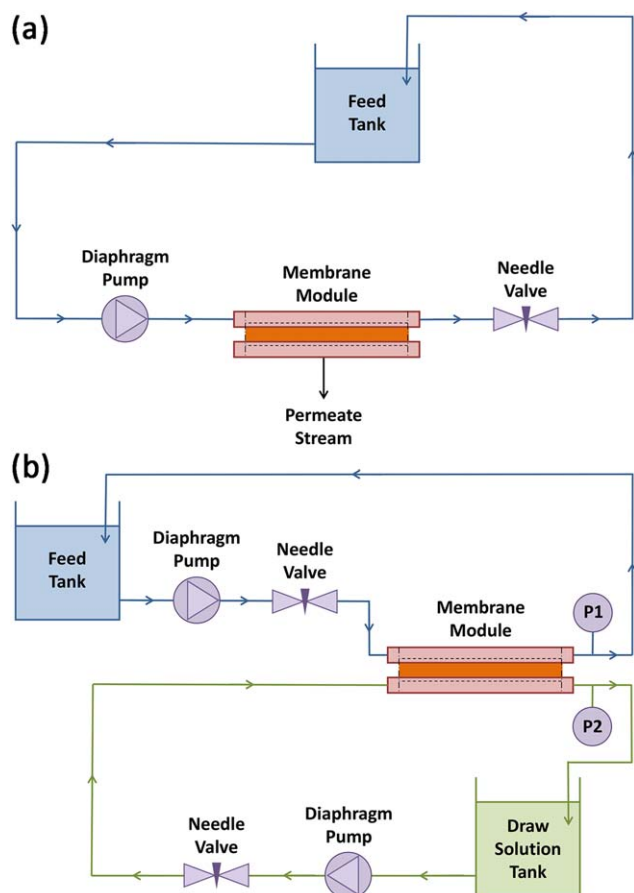 (a)
Feed
Tank
Diaphragm
Pump
Membrane
Module
Needle
Valve
Permeate
Stream
(b)
Feed
Tank
Diaphragm
Pump
Needle
Valve
Membrane
Module
P1
P2
Needle
Valve
Diaphragm
Pump
Draw
Solution
Tank